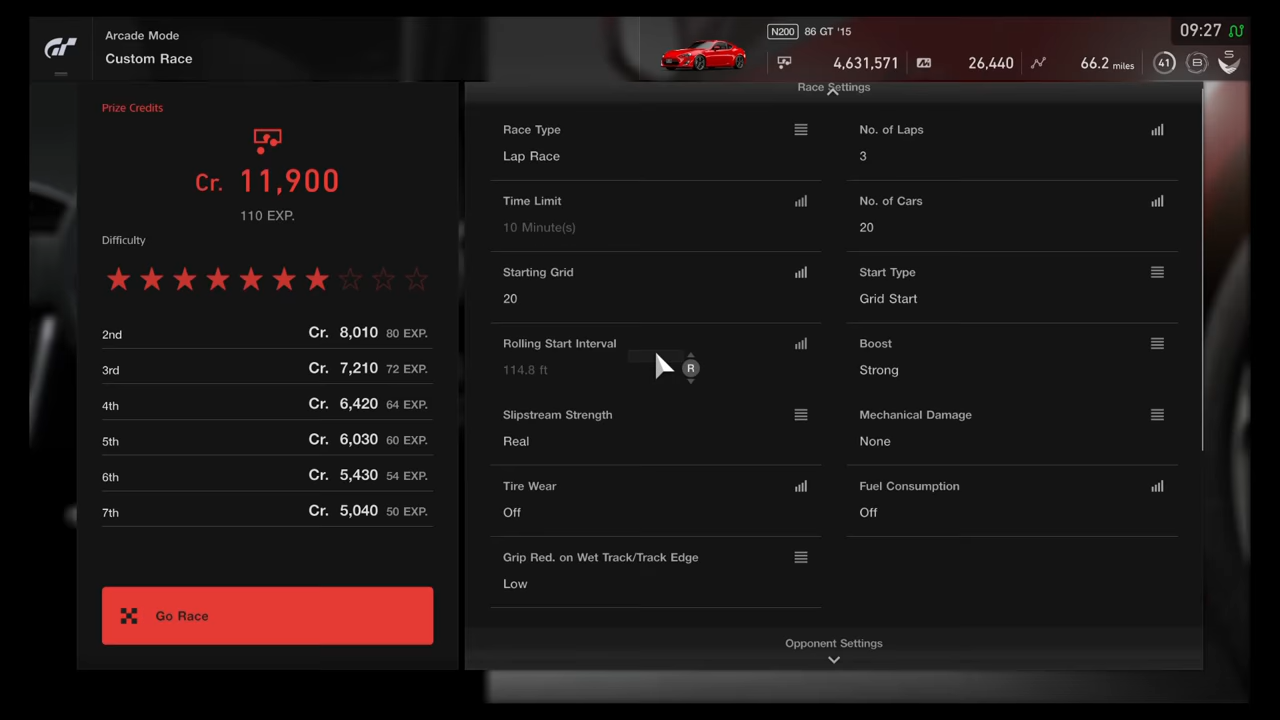 Arcade Mode
Custom Race
N200 86 GT '15
4,631,571 26,440 66.2 miles 41 B S
09:27
Prize Credits
Cr. 11,900
110 EXP.
Difficulty
2nd Cr. 8,010 80 EXP.
3rd Cr. 7,210 72 EXP.
4th Cr. 6,420 64 EXP.
5th Cr. 6,030 60 EXP.
6th Cr. 5,430 54 EXP.
7th Cr. 5,040 50 EXP.
Go Race
Race Settings
Race Type
Lap Race
No. of Laps
3
Time Limit
10 Minute(s)
No. of Cars
20
Starting Grid
20
Start Type
Grid Start
Rolling Start Interval
114.8 ft
R
Boost
Strong
Slipstream Strength
Real
Mechanical Damage
None
Tire Wear
Off
Fuel Consumption
Off
Grip Red. on Wet Track/Track Edge
Low
Opponent Settings